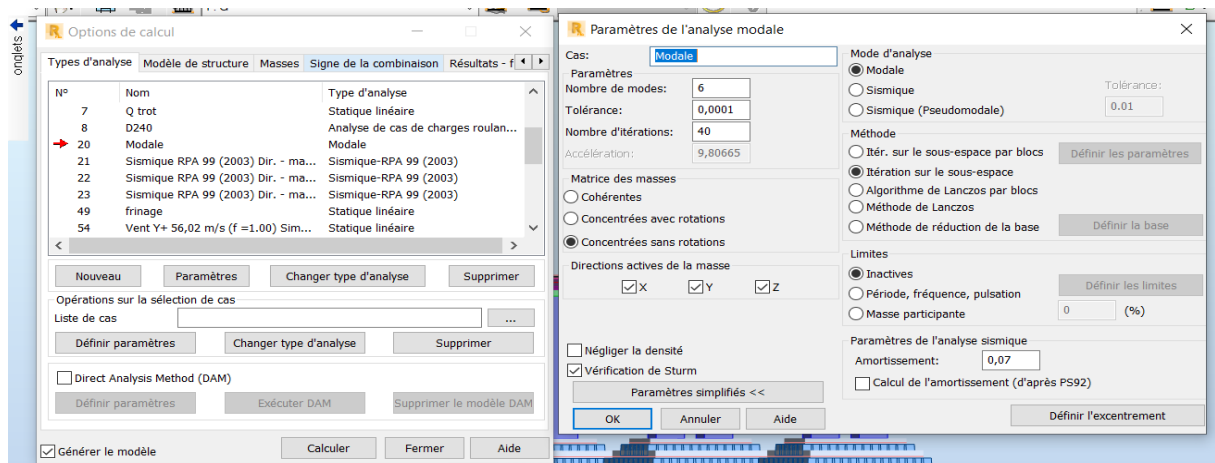 onglets
Options de calcul
Types d'analyse Modèle de structure Masses Signe de la combinaison Résultats - f
N° Nom Type d'analyse
7 Q trot Statique linéaire
8 D240 Analyse de cas de charges roulan...
20 Modale Modale
21 Sismique RPA 99 (2003) Dir. - ma... Sismique-RPA 99 (2003)
22 Sismique RPA 99 (2003) Dir. - ma... Sismique-RPA 99 (2003)
23 Sismique RPA 99 (2003) Dir. - ma... Sismique-RPA 99 (2003)
49 frinage Statique linéaire
54 Vent Y+ 56,02 m/s (f =1.00) Sim... Statique linéaire
Nouveau Paramètres Changer type d'analyse Supprimer
Opérations sur la sélection de cas
Liste de cas ...
Définir paramètres Changer type d'analyse Supprimer
Direct Analysis Method (DAM)
Définir paramètres Exécuter DAM Supprimer le modèle DAM
Générer le modèle Calculer Fermer Aide
Paramètres de l'analyse modale
Cas: Modale
Paramètres
Nombre de modes: 6
Tolérance: 0,0001
Nombre d'itérations: 40
Accélération: 9,80665
Matrice des masses
Cohérentes
Concentrées avec rotations
Concentrées sans rotations
Directions actives de la masse
X Y Z
Négliger la densité
Vérification de Sturm
Paramètres simplifiés <<
OK Annuler Aide
Mode d'analyse
Modale
Sismique Tolérance:
Sismique (Pseudomodale) 0.01
Méthode
Itér. sur le sous-espace par blocs Définir les paramètres
Itération sur le sous-espace
Algorithme de Lanczos par blocs
Méthode de Lanczos
Méthode de réduction de la base Définir la base
Limites
Inactives Définir les limites
Période, fréquence, pulsation
Masse participante 0 (%)
Paramètres de l'analyse sismique
Amortissement: 0,07
Calcul de l'amortissement (d'après PS92)
Définir l'excentrement